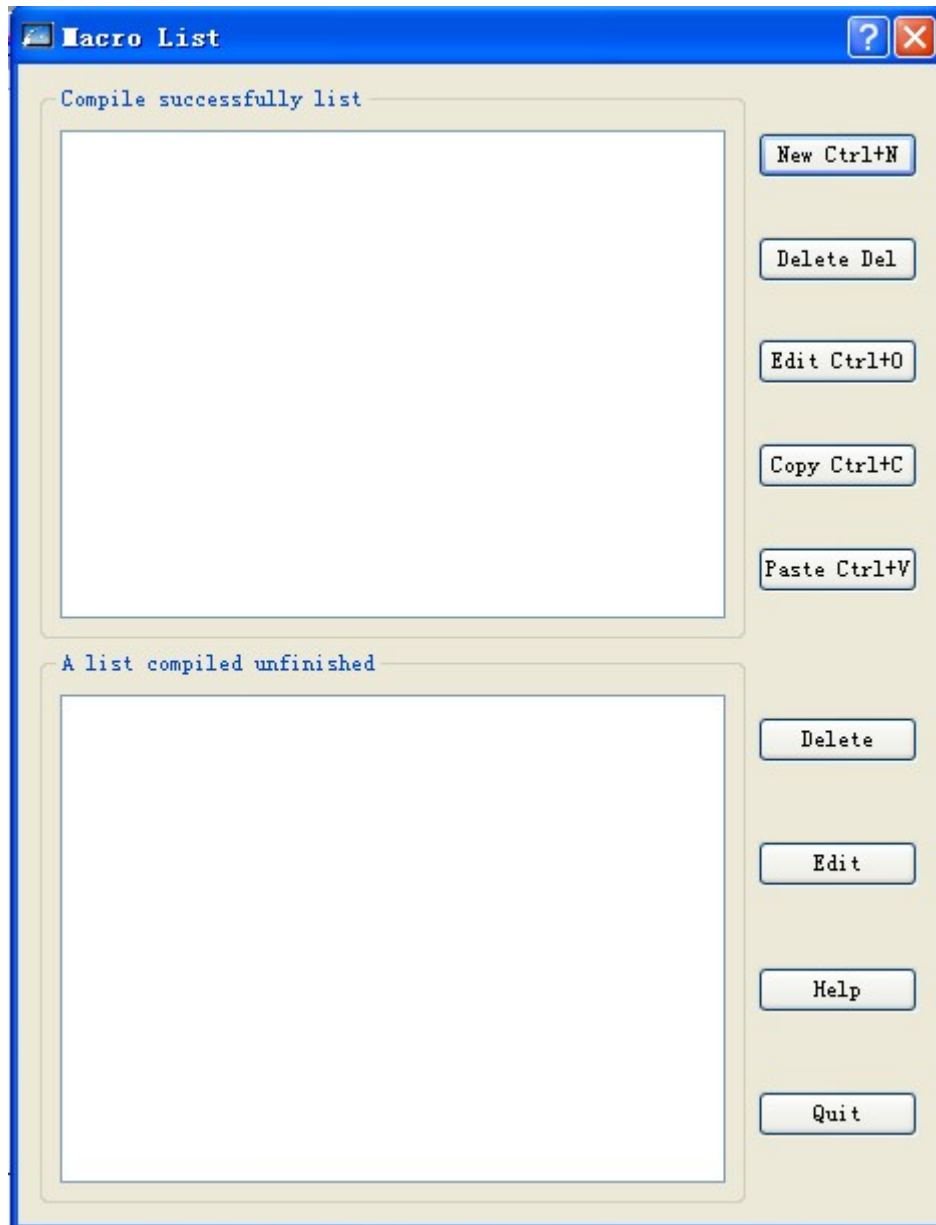 Macro List
Compile successfully list
New Ctrl+N
Delete Del
Edit Ctrl+O
Copy Ctrl+C
Paste Ctrl+V
A list compiled unfinished
Delete
Edit
Help
Quit